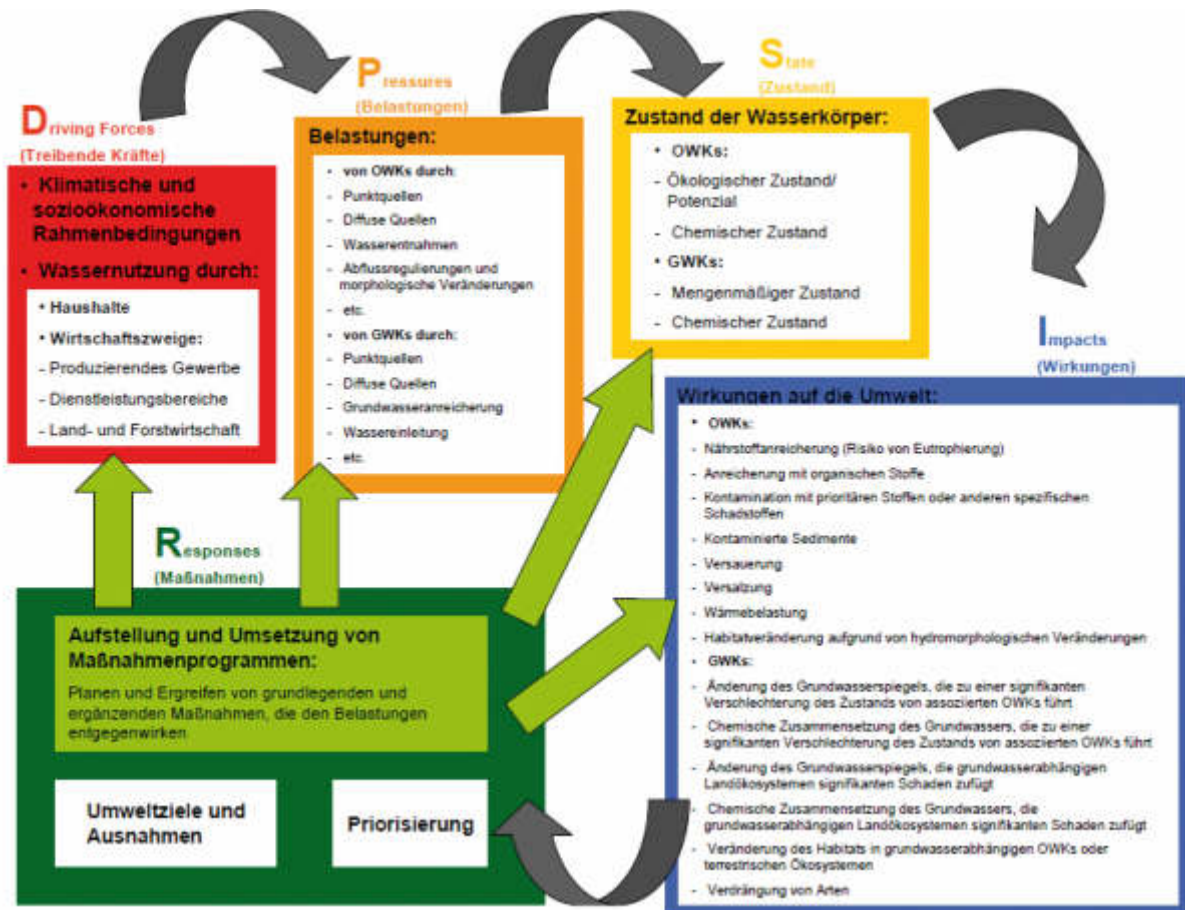 Driving Forces
(Treibende Kräfte)
• Klimatische und
sozioökonomische
Rahmenbedingungen
• Wassernutzung durch:
• Haushalte
• Wirtschaftszweige:
- Produzierendes Gewerbe
- Dienstleistungsbereiche
- Land- und Forstwirtschaft
Pressures
(Belastungen)
Belastungen:
• von OWKs durch:
- Punktquellen
- Diffuse Quellen
- Wasserentnahmen
- Abflussregulierungen und
morphologische Veränderungen
- etc.
• von GWKs durch:
- Punktquellen
- Diffuse Quellen
- Grundwasseranreicherung
- Wassereinleitung
- etc.
State
(Zustand)
Zustand der Wasserkörper:
• OWKs:
- Ökologischer Zustand/
Potenzial
- Chemischer Zustand
• GWKs:
- Mengenmäßiger Zustand
- Chemischer Zustand
Impacts
(Wirkungen)
Wirkungen auf die Umwelt:
• OWKs:
- Nährstoffanreicherung (Risiko von Eutrophierung)
- Anreicherung mit organischen Stoffe
- Kontamination mit prioritären Stoffen oder anderen spezifischen
Schadstoffen
- Kontaminierte Sedimente
- Versauerung
- Versalzung
- Wärmebelastung
- Habitatveränderung aufgrund von hydromorphologischen Veränderungen
• GWKs:
- Änderung des Grundwasserspiegels, die zu einer signifikanten
Verschlechterung des Zustands von assoziierten OWKs führt
- Chemische Zusammensetzung des Grundwassers, die zu einer
signifikanten Verschlechterung des Zustands von assoziierten OWKs führt
- Änderung des Grundwasserspiegels, die grundwasserabhängigen
Landökosystemen signifikanten Schaden zufügt
- Chemische Zusammensetzung des Grundwassers, die
grundwasserabhängigen Landökosystemen signifikanten Schaden zufügt
- Veränderung des Habitats in grundwasserabhängigen OWKs oder
terrestrischen Ökosystemen
- Verdrängung von Arten
Responses
(Maßnahmen)
Aufstellung und Umsetzung von
Maßnahmenprogrammen:
Planen und Ergreifen von grundlegenden und
ergänzenden Maßnahmen, die den Belastungen
entgegenwirken
Umweltziele und
Ausnahmen
Priorisierung